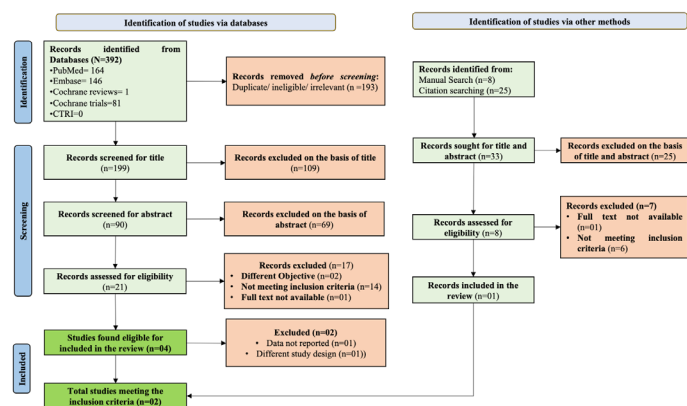 Identification of studies via databases
Identification of studies via other methods
Identification
Records identified from
Databases (N=392)
•PubMed= 164
•Embase= 146
•Cochrane reviews= 1
•Cochrane trials=81
•CTRI=0
Records removed before screening:
Duplicate/ ineligible/ irrelevant (n =193)
Records identified from:
Manual Search (n=8)
Citation searching (n=25)
Screening
Records screened for title
(n=199)
Records excluded on the basis of title
(n=109)
Records sought for title and
abstract (n=33)
Records excluded on the basis
of title and abstract (n=25)
Records screened for abstract
(n=90)
Records excluded on the basis of
abstract (n=69)
Records assessed for
eligibility (n=8)
Records excluded (n=7)
• Full text not available
(n=01)
• Not meeting inclusion
criteria (n=6)
Records assessed for eligibility
(n=21)
Records excluded (n=17)
• Different Objective (n=02)
• Not meeting inclusion criteria (n=14)
• Full text not available (n=01)
Records included in the
review (n=01)
Included
Studies found eligible for
included in the review (n=04)
Excluded (n=02)
• Data not reported (n=01)
• Different study design (n=01))
Total studies meeting the
inclusion criteria (n=02)